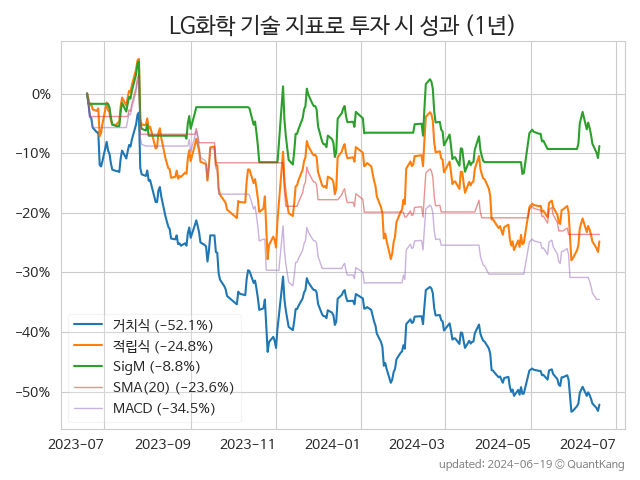 LG화학 기술 지표로 투자 시 성과 (1년)
0%
−10%
−20%
−30%
−40%
−50%
거치식 (−52.1%)
적립식 (−24.8%)
SigM (−8.8%)
SMA(20) (−23.6%)
MACD (−34.5%)
2023-07 2023-09 2023-11 2024-01 2024-03 2024-05 2024-07
updated: 2024-06-19 © QuantKang